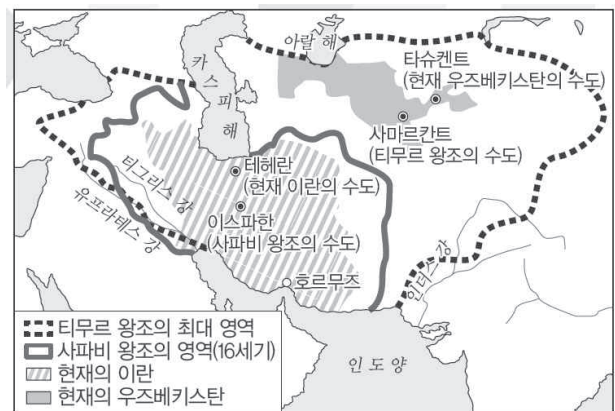 아랄 해
카스피 해
타슈켄트
(현재 우즈베키스탄의 수도)
사마르칸트
(티무르 왕조의 수도)
테헤란
(현재 이란의 수도)
티그리스 강
유프라테스 강
이스파한
(사파비 왕조의 수도)
호르무즈
인더스 강
인도양
티무르 왕조의 최대 영역
사파비 왕조의 영역(16세기)
현재의 이란
현재의 우즈베키스탄